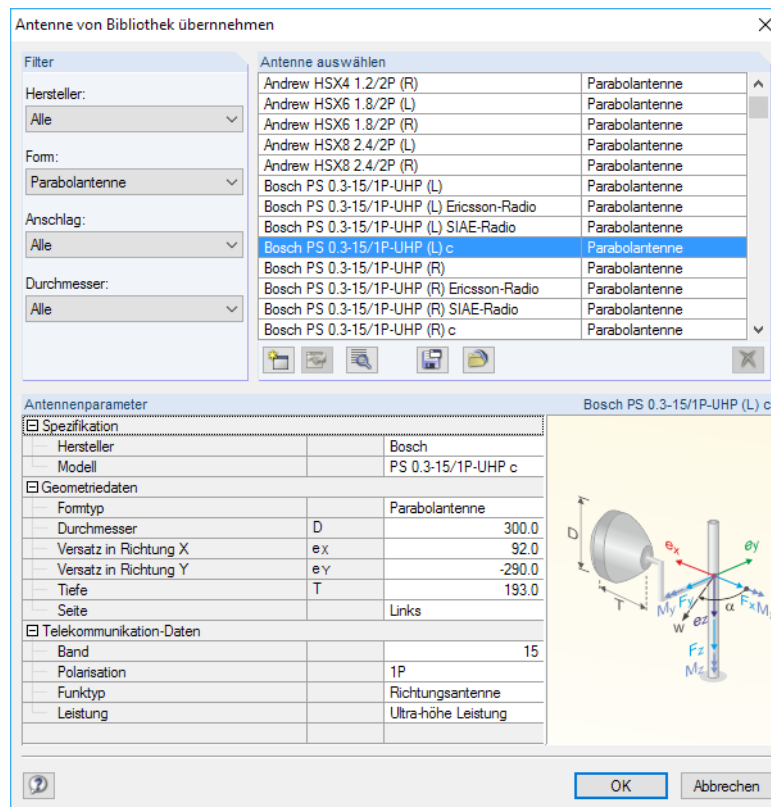 Antenne von Bibliothek übernnehmen
Filter
Hersteller:
Alle
Form:
Parabolantenne
Anschlag:
Alle
Durchmesser:
Alle
Antenne auswählen
Andrew HSX4 1.2/2P (R) Parabolantenne
Andrew HSX6 1.8/2P (L) Parabolantenne
Andrew HSX6 1.8/2P (R) Parabolantenne
Andrew HSX8 2.4/2P (L) Parabolantenne
Andrew HSX8 2.4/2P (R) Parabolantenne
Bosch PS 0.3-15/1P-UHP (L) Parabolantenne
Bosch PS 0.3-15/1P-UHP (L) Ericsson-Radio Parabolantenne
Bosch PS 0.3-15/1P-UHP (L) SIAE-Radio Parabolantenne
Bosch PS 0.3-15/1P-UHP (L) c Parabolantenne
Bosch PS 0.3-15/1P-UHP (R) Parabolantenne
Bosch PS 0.3-15/1P-UHP (R) Ericsson-Radio Parabolantenne
Bosch PS 0.3-15/1P-UHP (R) SIAE-Radio Parabolantenne
Bosch PS 0.3-15/1P-UHP (R) c Parabolantenne
Antennenparameter
Spezifikation
Hersteller Bosch
Modell PS 0.3-15/1P-UHP c
Geometriedaten
Formtyp Parabolantenne
Durchmesser D 300.0
Versatz in Richtung X eX 92.0
Versatz in Richtung Y eY -290.0
Tiefe T 193.0
Seite Links
Telekommunikation-Daten
Band 15
Polarisation 1P
Funktyp Richtungsantenne
Leistung Ultra-höhe Leistung
Bosch PS 0.3-15/1P-UHP (L) c
D
ex
ey
T
My
Fy
W
ez
α
Fx
Fz
Mz
OK
Abbrechen